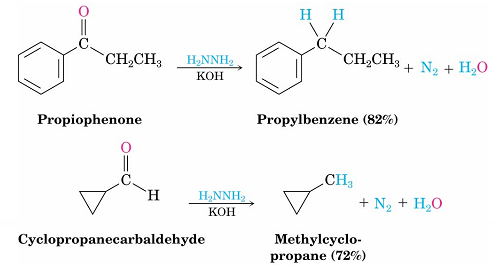 O
C
CH₂CH₃
H₂NNH₂
KOH
H H
C
CH₂CH₃ + N₂ + H₂O
Propiophenone
Propylbenzene (82%)
O
C
H
H₂NNH₂
KOH
CH₃
+ N₂ + H₂O
Cyclopropanecarbaldehyde
Methylcyclo-
propane (72%)